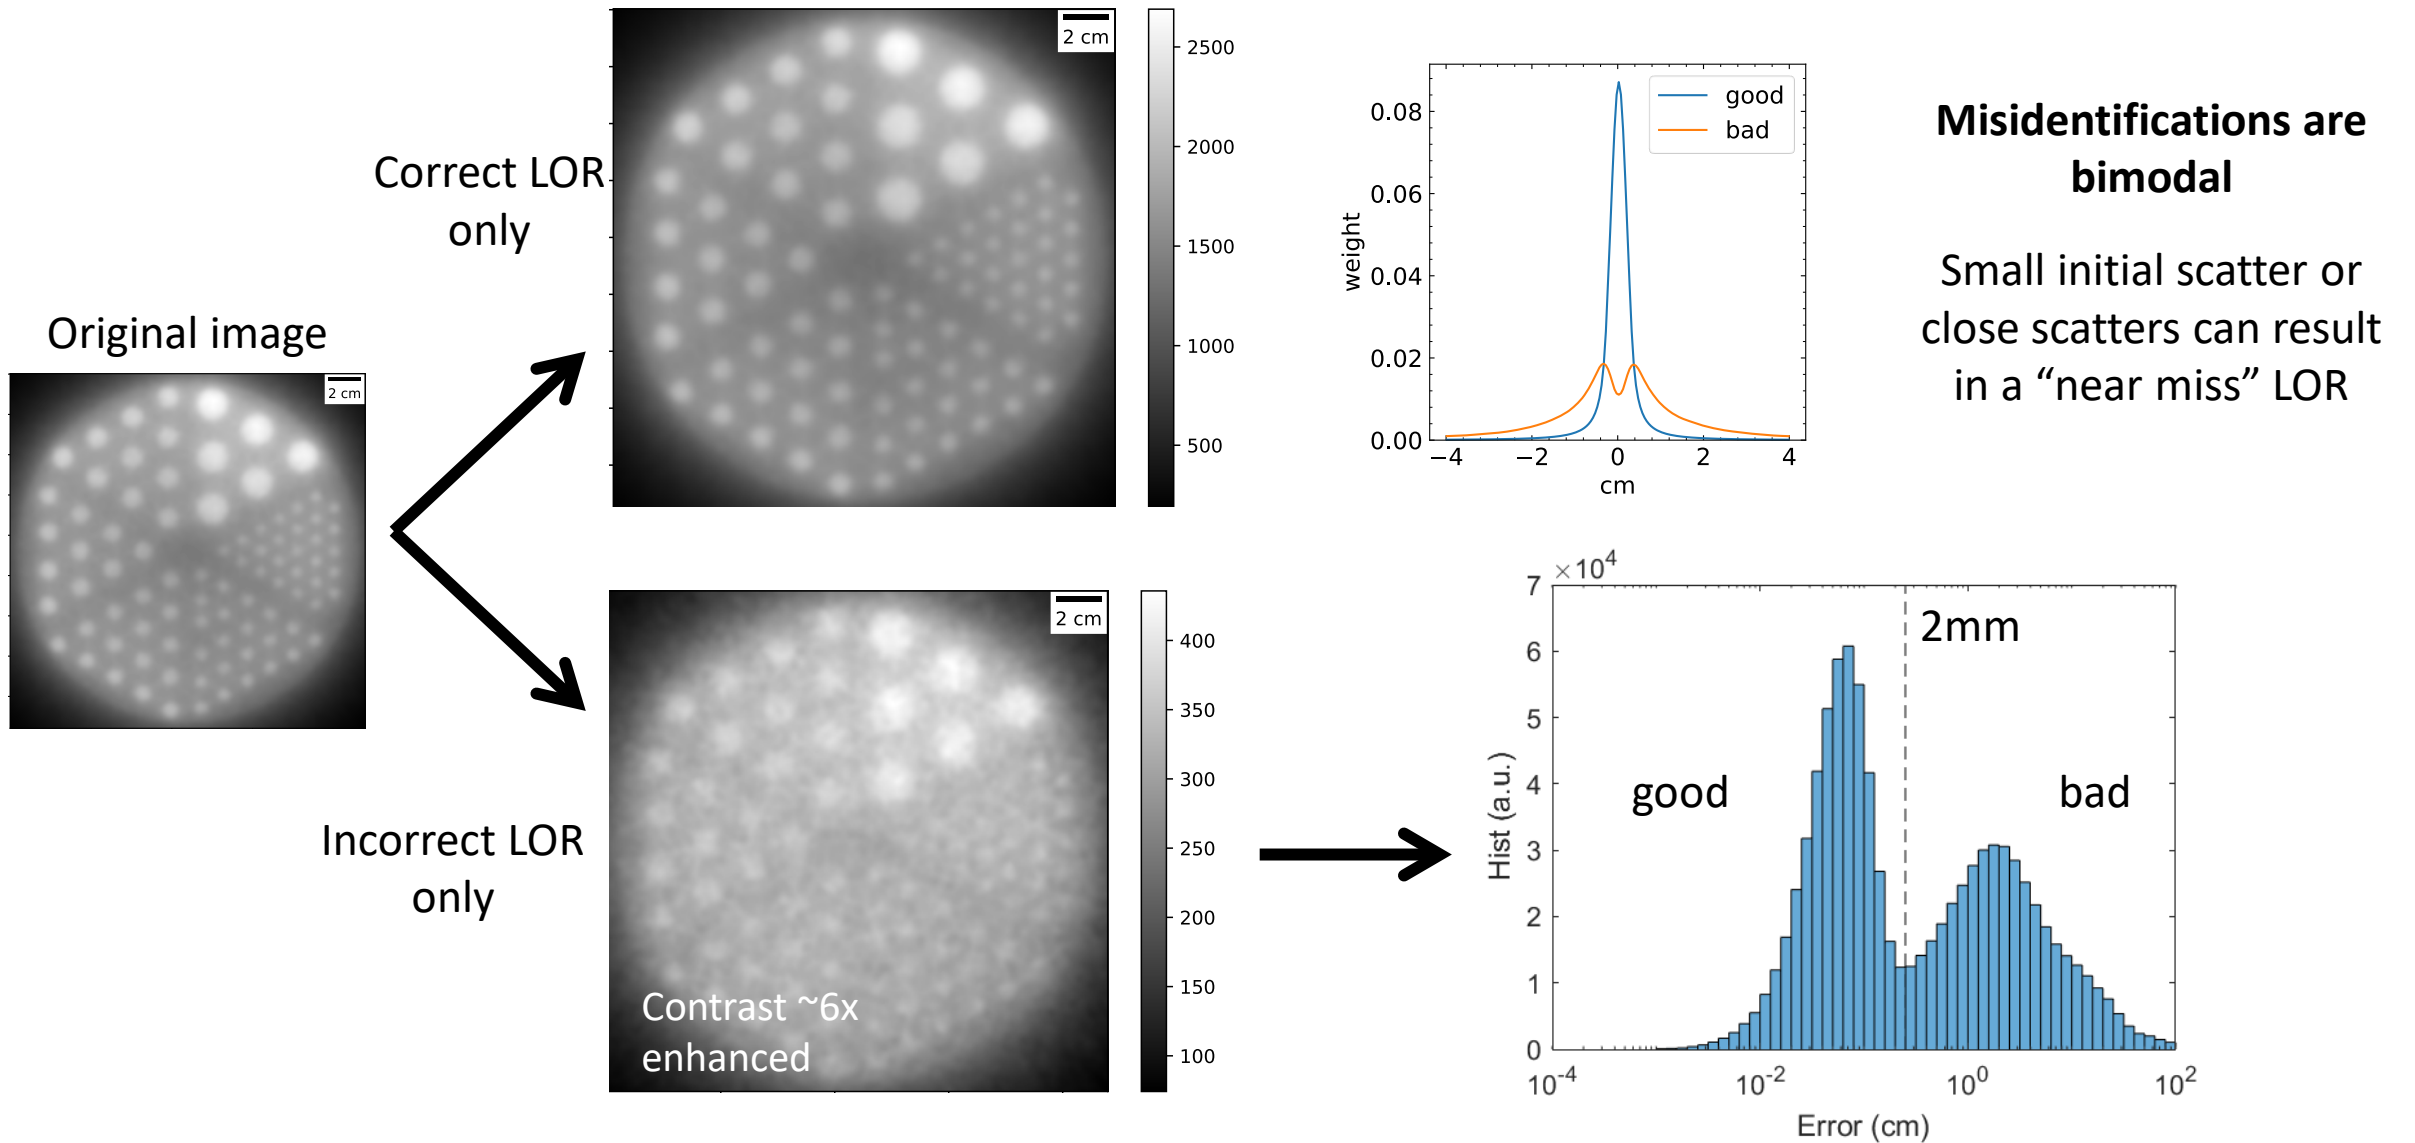 Original image
2 cm
Correct LOR
only
2 cm
2500
2000
1500
1000
500
Incorrect LOR
only
2 cm
Contrast ~6x
enhanced
400
350
300
250
200
150
100
good
bad
weight
0.08
0.06
0.04
0.02
0.00
−4 −2 0 2 4
cm
Misidentifications are
bimodal
Small initial scatter or
close scatters can result
in a “near miss” LOR
×10^4
2mm
good
bad
Hist (a.u.)
7
6
5
4
3
2
1
0
10^-4 10^-2 10^0 10^2
Error (cm)